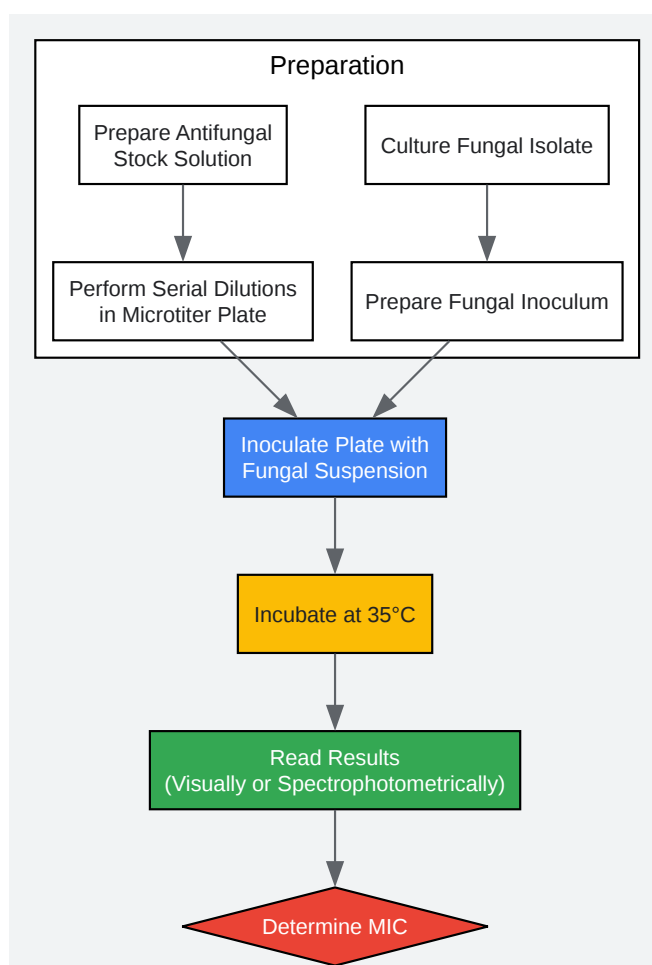 Preparation
Prepare Antifungal
Stock Solution
Culture Fungal Isolate
Perform Serial Dilutions
in Microtiter Plate
Prepare Fungal Inoculum
Inoculate Plate with
Fungal Suspension
Incubate at 35°C
Read Results
(Visually or Spectrophotometrically)
Determine MIC